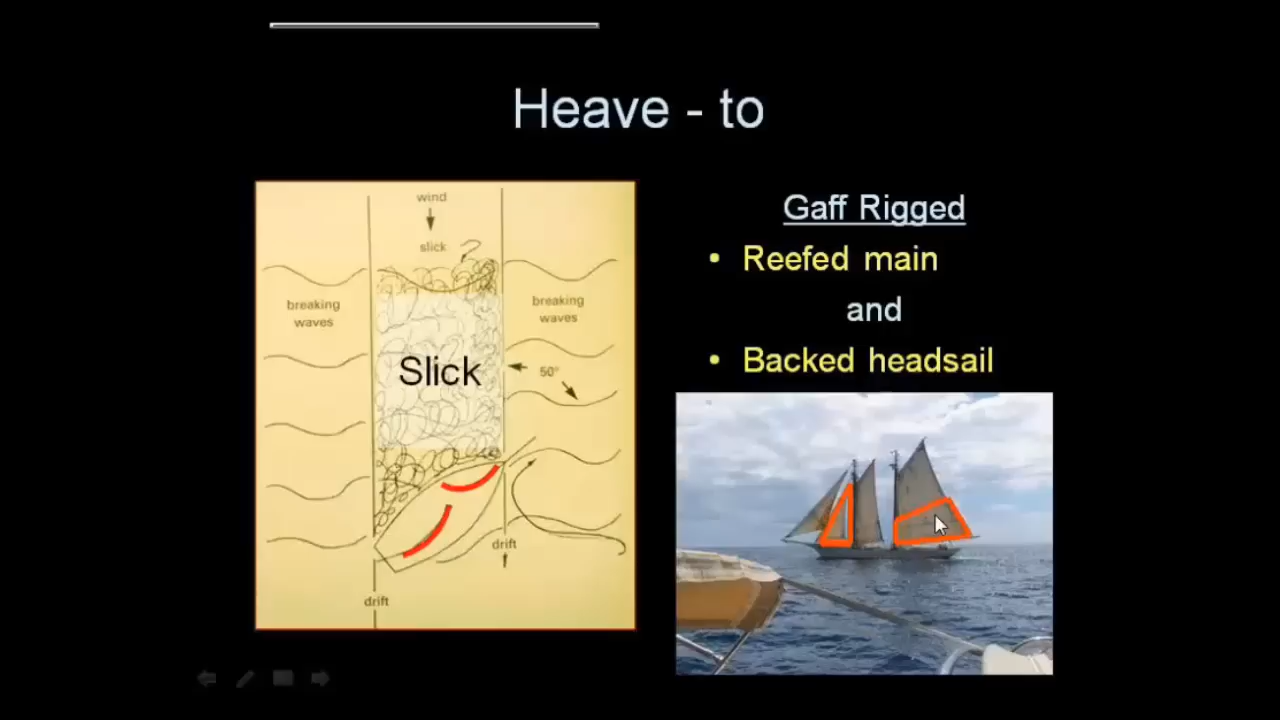 Heave - to
wind
slick
breaking
waves
breaking
waves
Slick
50°
drift
drift
Gaff Rigged
• Reefed main
and
• Backed headsail